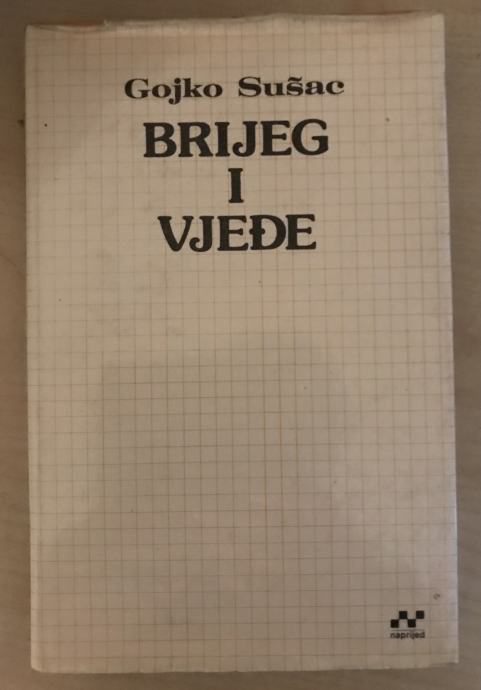 Gojko Sušac
BRIJEG
I
VJEĐE
naprijed